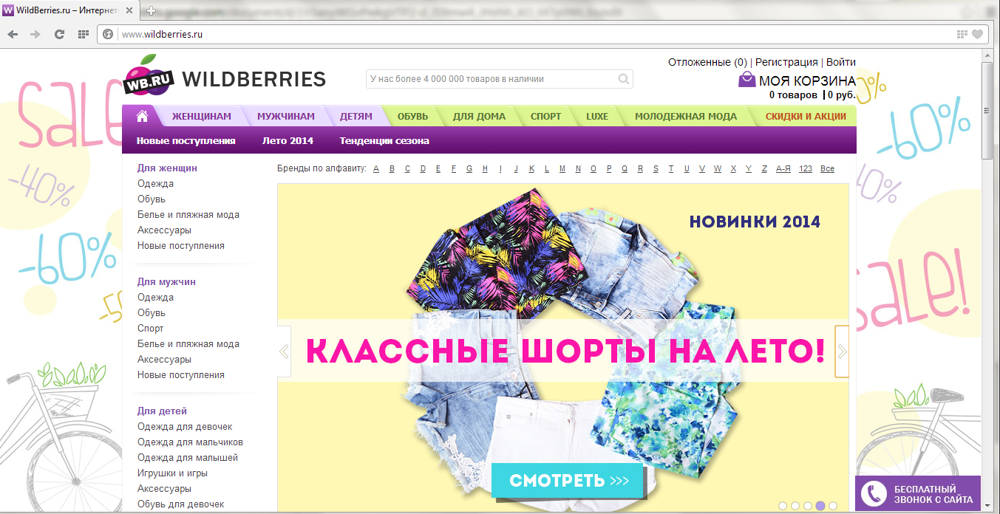 WildBerries.ru – Интернет-
www.wildberries.ru
Отложенные (0) | Регистрация | Войти
WB.RU WILDBERRIES
У нас более 4 000 000 товаров в наличии
МОЯ КОРЗИНА
0 товаров | 0 руб.
ЖЕНЩИНАМ МУЖЧИНАМ ДЕТЯМ ОБУВЬ ДЛЯ ДОМА СПОРТ LUXE МОЛОДЕЖНАЯ МОДА СКИДКИ И АКЦИИ
Новые поступления Лето 2014 Тенденции сезона
Бренды по алфавиту: A B C D E F G H I J K L M N O P Q R S T U V W X Y Z А-Я 123 Все
Для женщин
Одежда
Обувь
Белье и пляжная мода
Аксессуары
Новые поступления
Для мужчин
Одежда
Обувь
Спорт
Белье и пляжная мода
Аксессуары
Новые поступления
Для детей
Одежда для девочек
Одежда для мальчиков
Одежда для малышей
Игрушки и игры
Аксессуары
Обувь для девочек
НОВИНКИ 2014
КЛАССНЫЕ ШОРТЫ НА ЛЕТО!
СМОТРЕТЬ >>>
SALE
-40%
-60%
-5
%
-60%
%
SALE!
БЕСПЛАТНЫЙ
ЗВОНОК С САЙТА